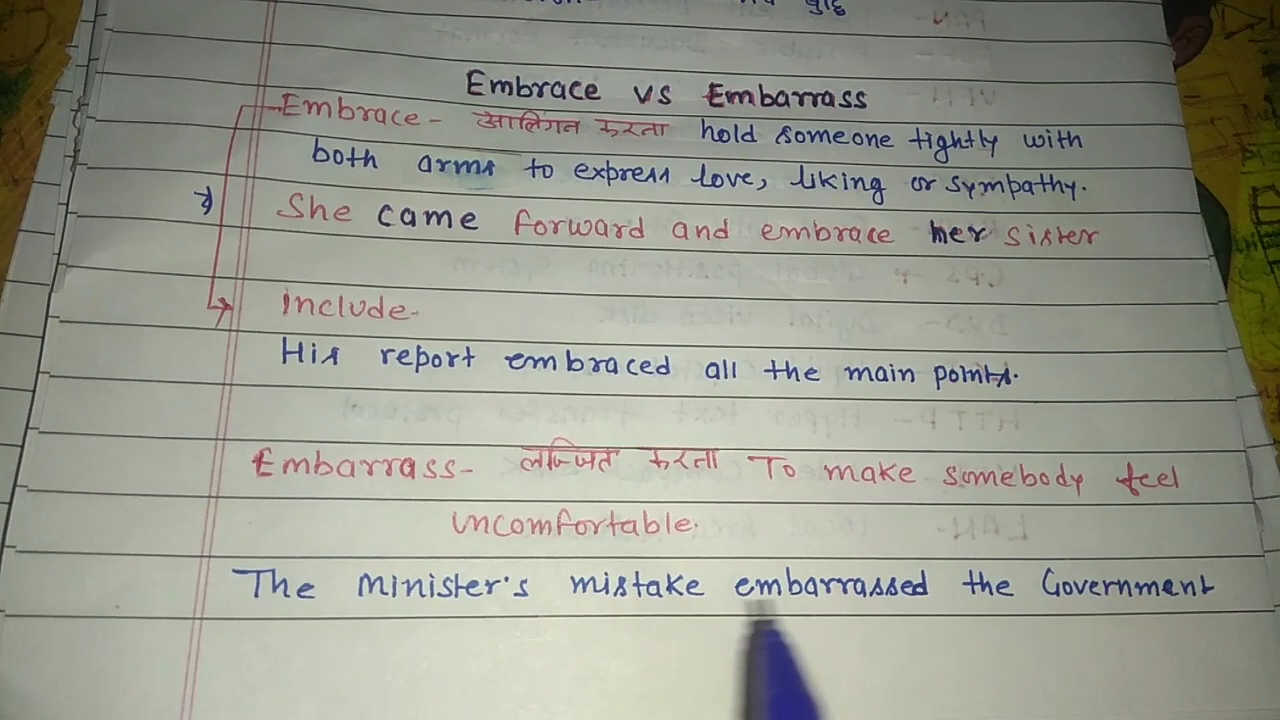 Embrace vs Embarrass
Embrace - आलिगन करना hold someone tightly with
both arms to express love, liking or sympathy.
She came forward and embrace her sister
include.
His report embraced all the main points.
Embarrass - लज्जित करना To make somebody feel
uncomfortable.
The Minister's mistake embarrassed the Government